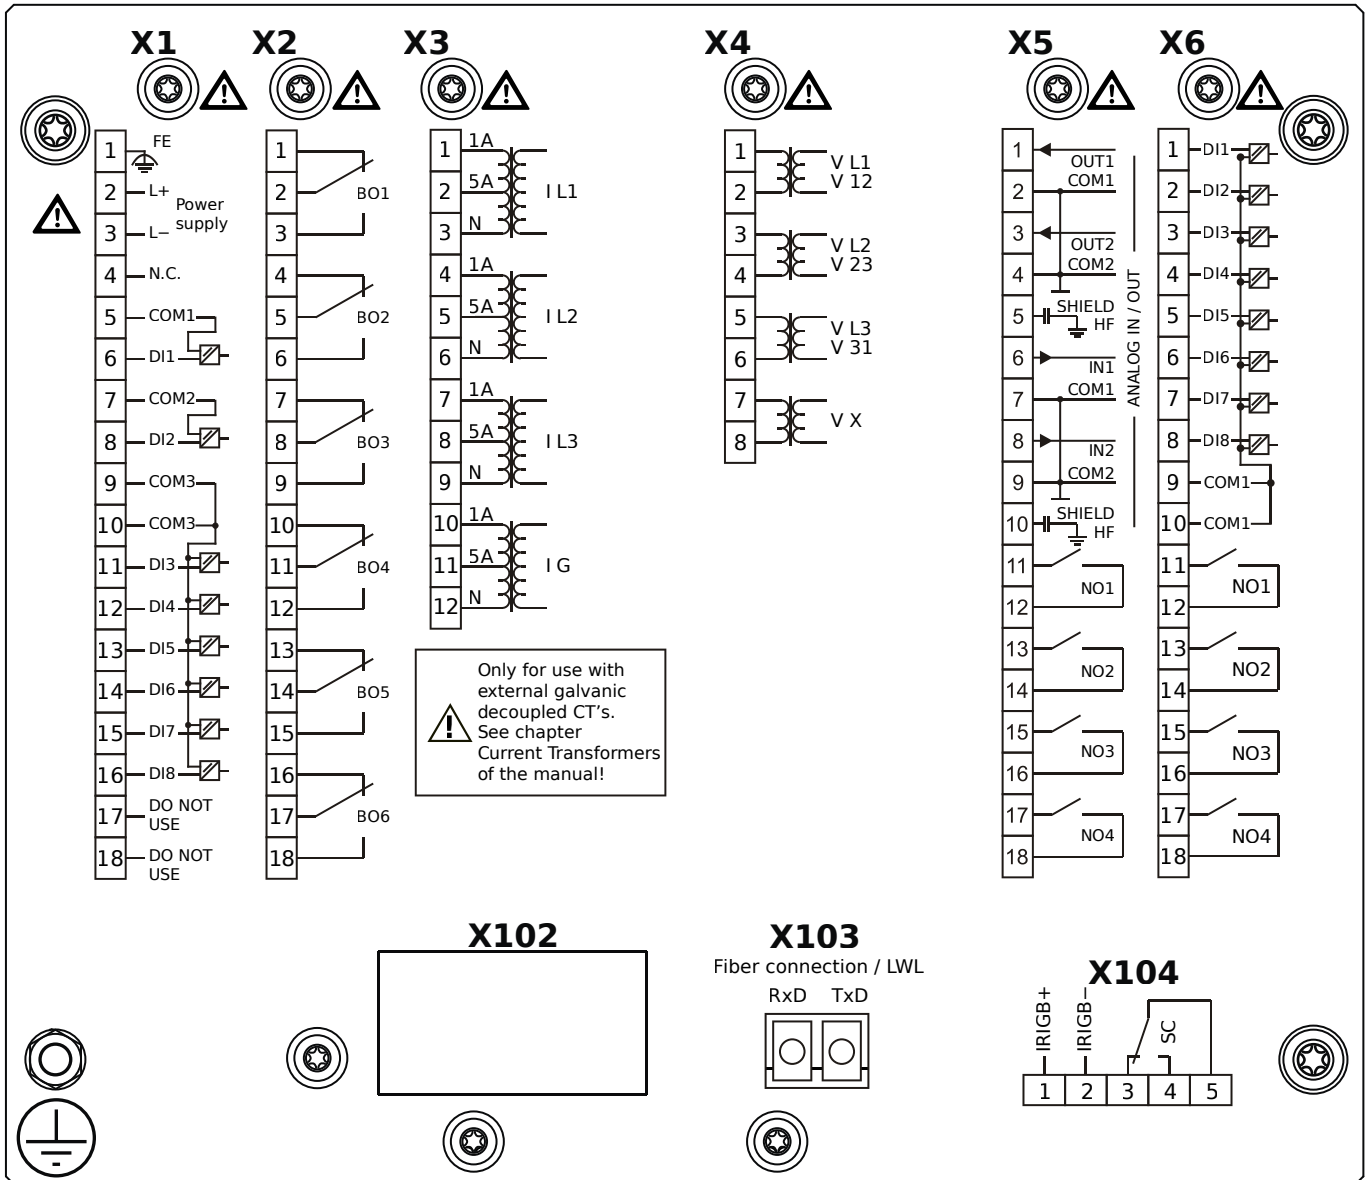 X1
X2
X3
X4
X5
X6
1 FE
2 L+
Power
supply
3 L−
4 N.C.
5 COM1
6 DI1
7 COM2
8 DI2
9 COM3
10 COM3
11 DI3
12 DI4
13 DI5
14 DI6
15 DI7
16 DI8
17 DO NOT
USE
18 DO NOT
USE
1
2 BO1
3
4
5 BO2
6
7
8 BO3
9
10
11 BO4
12
13
14 BO5
15
16
17 BO6
18
1 1A
2 5A I L1
3 N
4 1A
5 5A I L2
6 N
7 1A
8 5A I L3
9 N
10 1A
11 5A I G
12 N
Only for use with
external galvanic
decoupled CT's.
See chapter
Current Transformers
of the manual!
1 V L1
2 V 12
3 V L2
4 V 23
5 V L3
6 V 31
7 V X
8
1 OUT1
2 COM1
3 OUT2
4 COM2
5 SHIELD
HF
6 IN1
7 COM1
8 IN2
9 COM2
10 SHIELD
HF
ANALOG IN / OUT
11 NO1
12
13 NO2
14
15 NO3
16
17 NO4
18
1 DI1
2 DI2
3 DI3
4 DI4
5 DI5
6 DI6
7 DI7
8 DI8
9 COM1
10 COM1
11 NO1
12
13 NO2
14
15 NO3
16
17 NO4
18
X102
X103
Fiber connection / LWL
RxD TxD
X104
IRIGB+
IRIGB−
SC
1 2 3 4 5